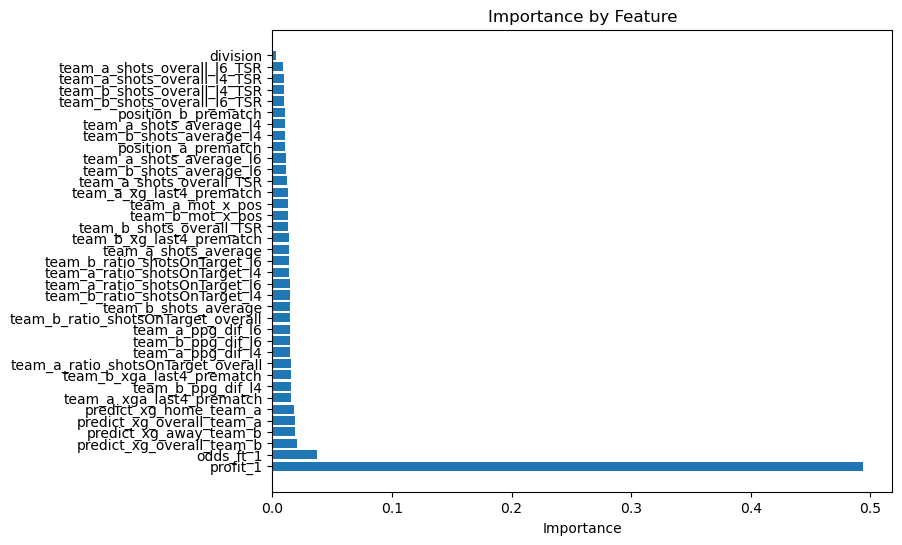 Importance by Feature
division
team_a_shots_overall_l6_TSR
team_a_shots_overall_l4_TSR
team_b_shots_overall_l4_TSR
team_b_shots_overall_l6_TSR
position_b_prematch
team_a_shots_average_l4
team_b_shots_average_l4
position_a_prematch
team_a_shots_average_l6
team_b_shots_average_l6
team_a_shots_overall_TSR
team_a_xg_last4_prematch
team_a_mot_x_pos
team_b_mot_x_pos
team_b_shots_overall_TSR
team_b_xg_last4_prematch
team_a_shots_average
team_b_ratio_shotsOnTarget_l6
team_a_ratio_shotsOnTarget_l4
team_a_ratio_shotsOnTarget_l6
team_b_ratio_shotsOnTarget_l4
team_b_shots_average
team_b_ratio_shotsOnTarget_overall
team_a_ppg_dif_l6
team_b_ppg_dif_l6
team_a_ppg_dif_l4
team_a_ratio_shotsOnTarget_overall
team_b_xga_last4_prematch
team_b_ppg_dif_l4
team_a_xga_last4_prematch
predict_xg_home_team_a
predict_xg_overall_team_a
predict_xg_away_team_b
predict_xg_overall_team_b
odds_ft_1
profit_1
0.0 0.1 0.2 0.3 0.4 0.5
Importance